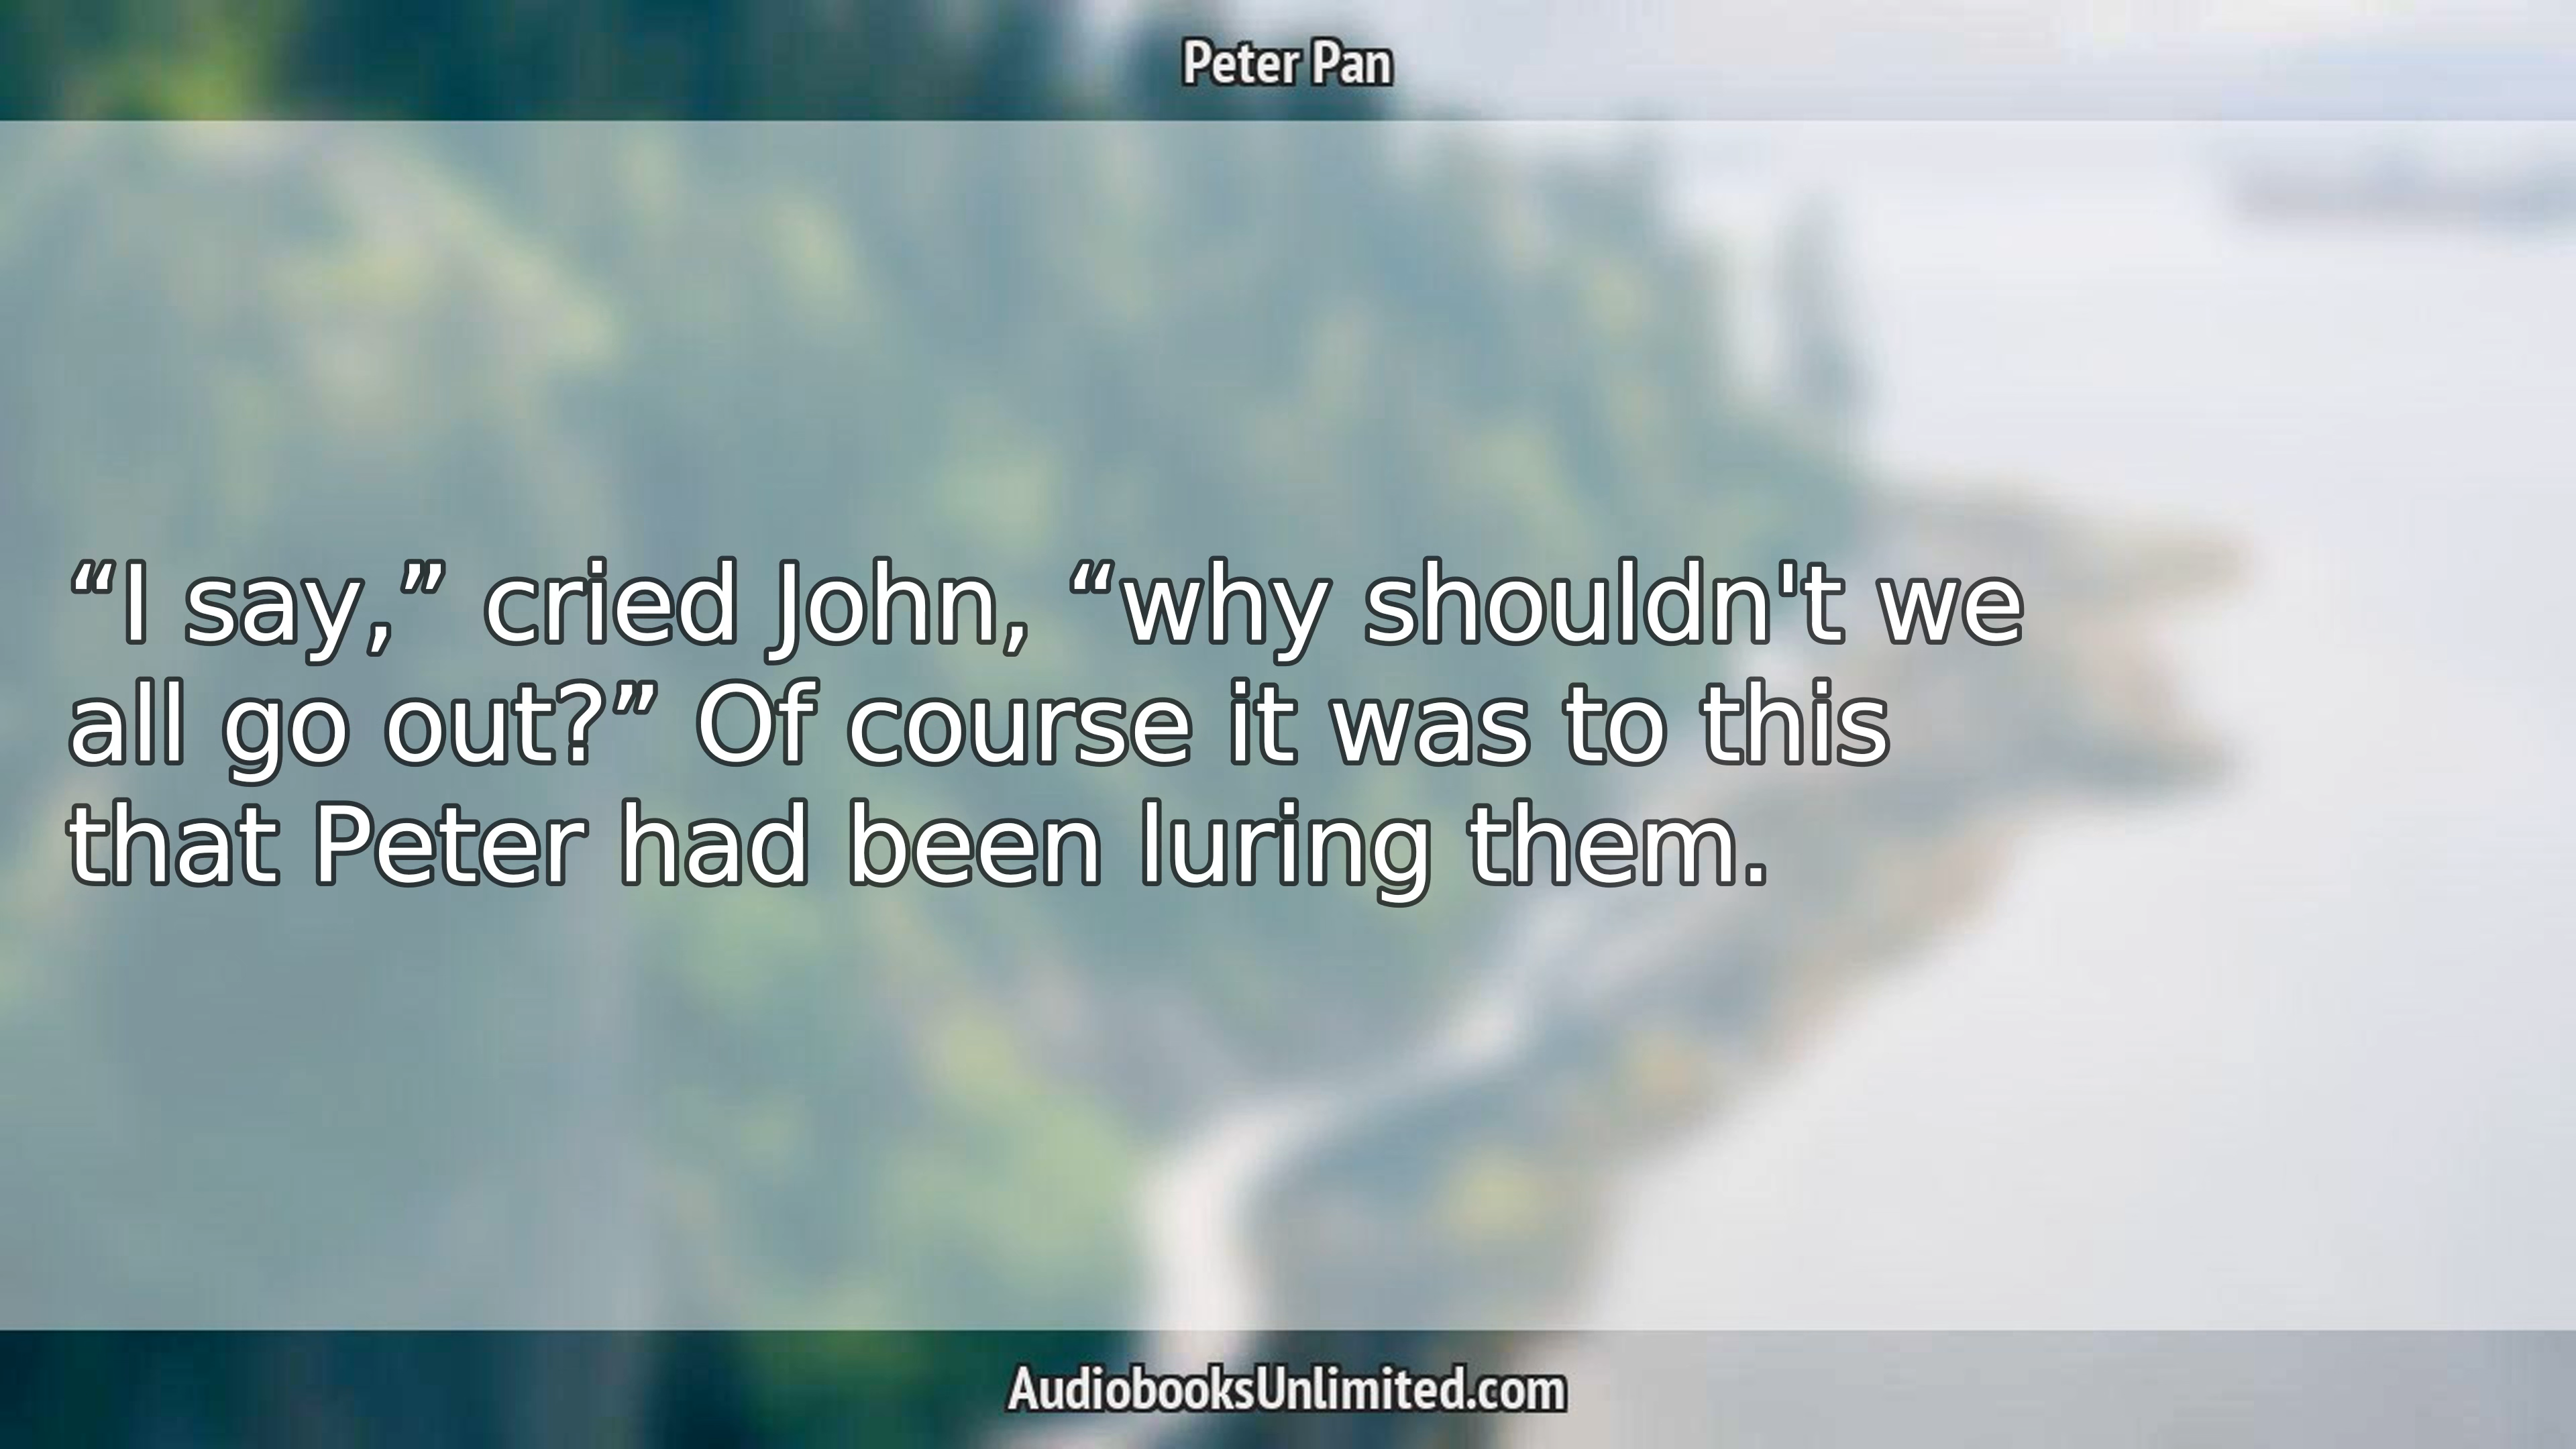 Peter Pan
“I say,” cried John, “why shouldn't we
all go out?” Of course it was to this
that Peter had been luring them.
AudiobooksUnlimited.com